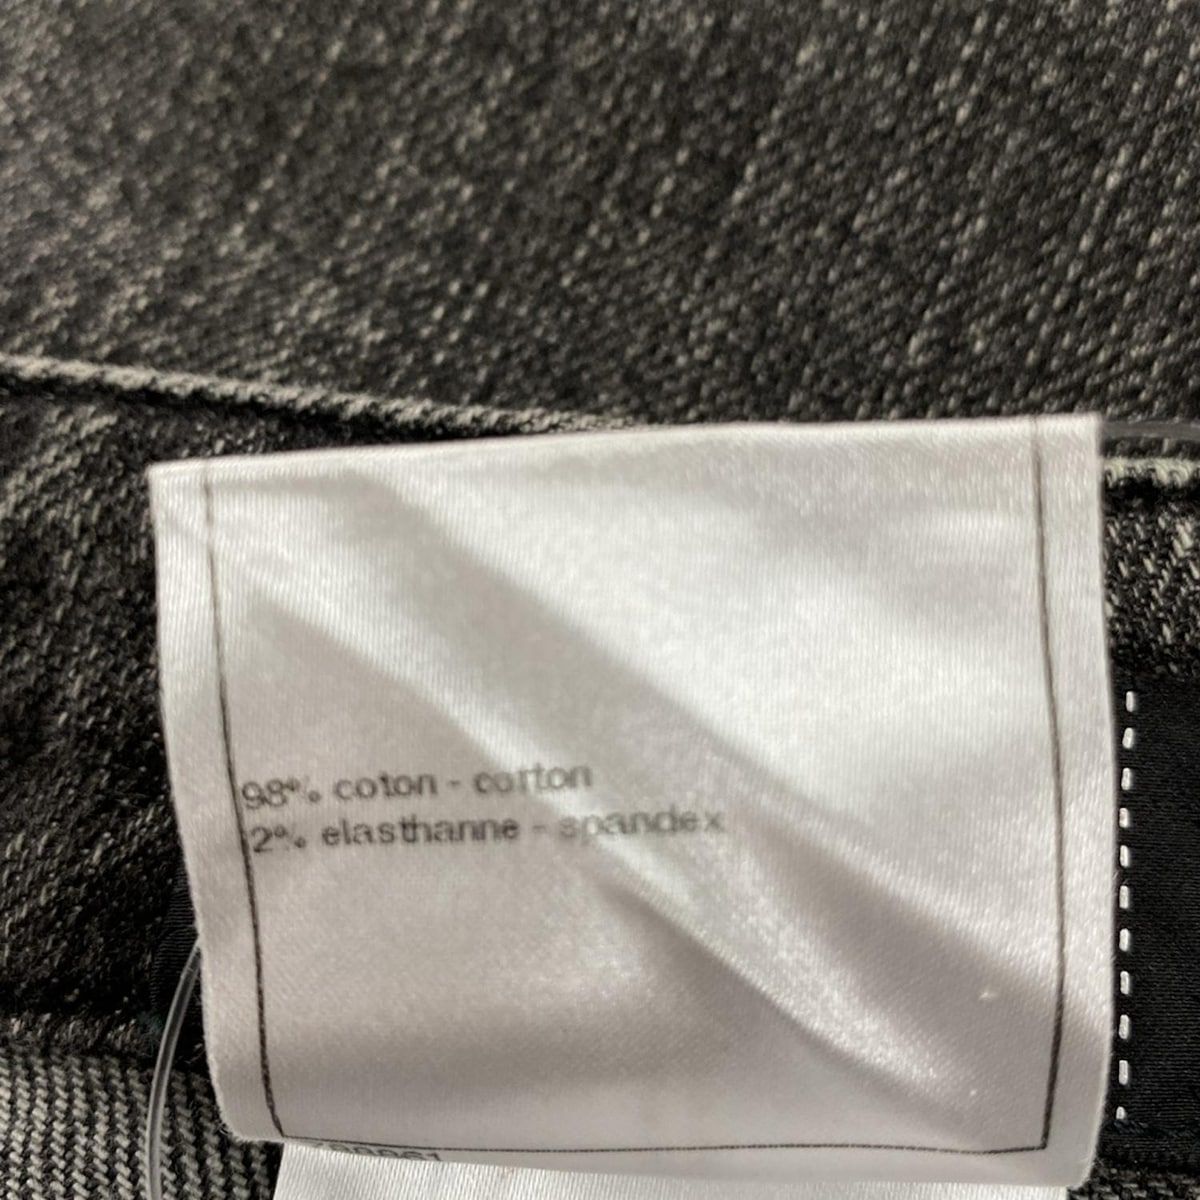 98% coton - cotton
2% elasthanne - spandex